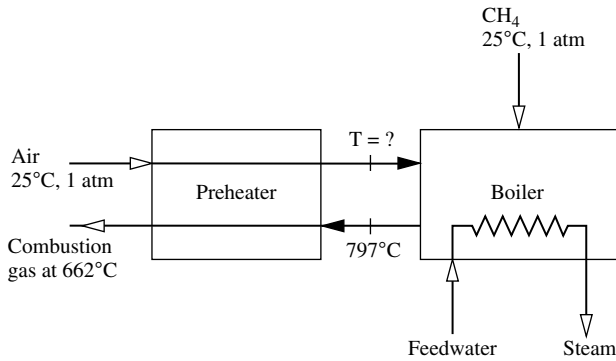 CH₄
25°C, 1 atm
T = ?
Air
25°C, 1 atm
Preheater
Boiler
Combustion
gas at 662°C
797°C
Feedwater
Steam